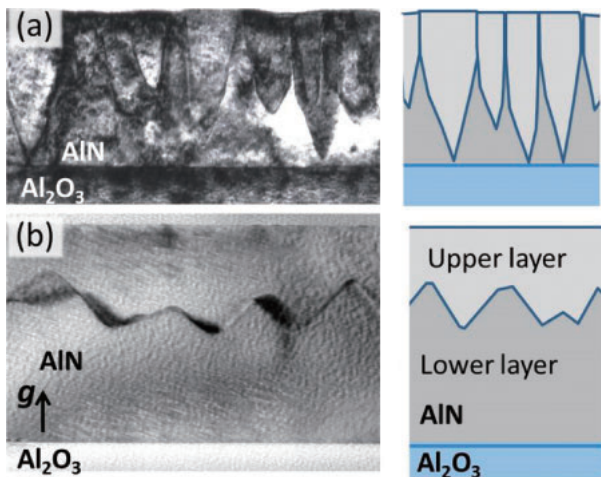 (a)
AlN
Al₂O₃
(b)
AlN
g
Al₂O₃
Upper layer
Lower layer
AlN
Al₂O₃